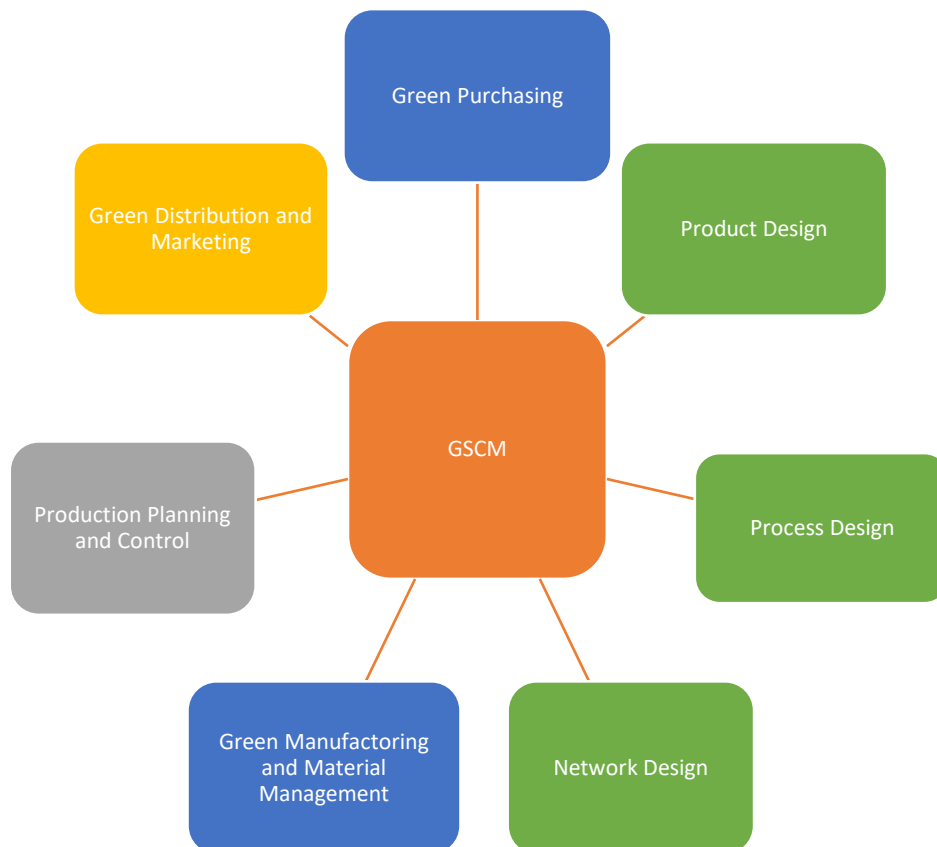 Green Purchasing
Product Design
Green Distribution and
Marketing
GSCM
Process Design
Production Planning
and Control
Green Manufactoring
and Material
Management
Network Design